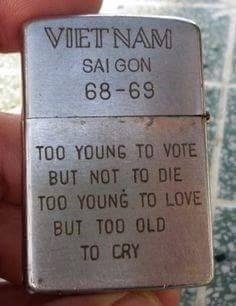 VIETNAM
SAI GON
68-69
TOO YOUNG TO VOTE
BUT NOT TO DIE
TOO YOUNG TO LOVE
BUT TOO OLD
TO CRY